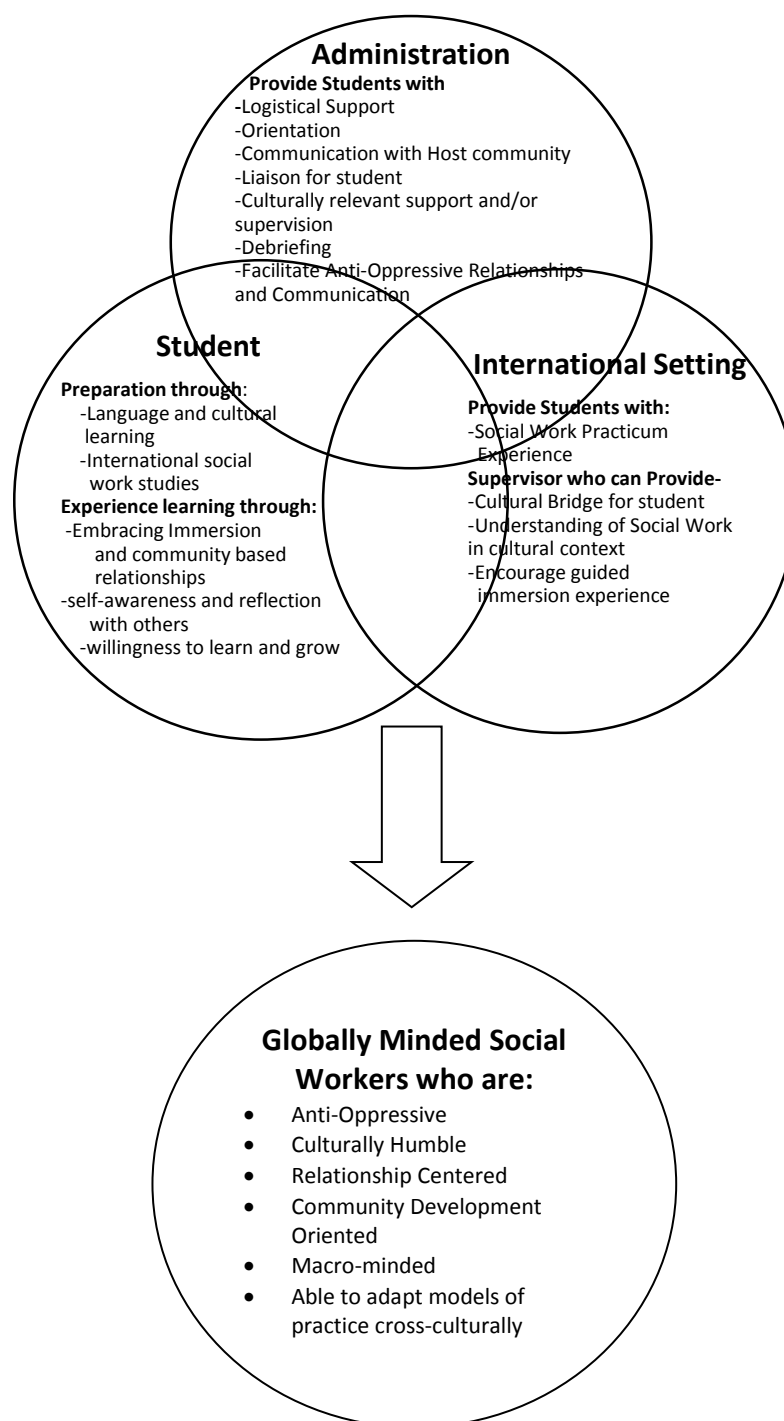 Administration
Provide Students with
-Logistical Support
-Orientation
-Communication with Host community
-Liaison for student
-Culturally relevant support and/or
supervision
-Debriefing
-Facilitate Anti-Oppressive Relationships
and Communication
Student
Preparation through:
-Language and cultural
learning
-International social
work studies
Experience learning through:
-Embracing Immersion
and community based
relationships
-self-awareness and reflection
with others
-willingness to learn and grow
International Setting
Provide Students with:
-Social Work Practicum
Experience
Supervisor who can Provide-
-Cultural Bridge for student
-Understanding of Social Work
in cultural context
-Encourage guided
immersion experience
Globally Minded Social
Workers who are:
• Anti-Oppressive
• Culturally Humble
• Relationship Centered
• Community Development
Oriented
• Macro-minded
• Able to adapt models of
practice cross-culturally